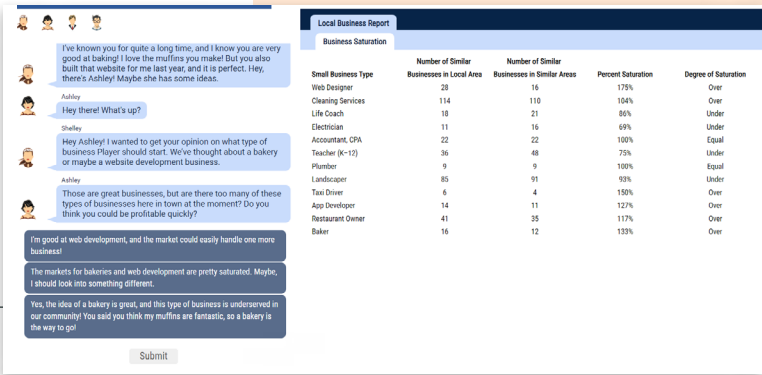 I've known you for quite a long time, and I know you are very
good at baking! I love the muffins you make! But you also
built that website for me last year, and it is perfect. Hey,
there's Ashley! Maybe she has some ideas.
Ashley
Hey there! What's up?
Shelley
Hey Ashley! I wanted to get your opinion on what type of
business Player should start. We've thought about a bakery
or maybe a website development business.
Ashley
Those are great businesses, but are there too many of these
types of businesses here in town at the moment? Do you
think you could be profitable quickly?
I'm good at web development, and the market could easily handle one more
business!
The markets for bakeries and web development are pretty saturated. Maybe,
I should look into something different.
Yes, the idea of a bakery is great, and this type of business is underserved in
our community! You said you think my muffins are fantastic, so a bakery is
the way to go!
Submit
Local Business Report
Business Saturation
Number of Similar Number of Similar
Small Business Type Businesses in Local Area Businesses in Similar Areas Percent Saturation Degree of Saturation
Web Designer 28 16 175% Over
Cleaning Services 114 110 104% Over
Life Coach 18 21 86% Under
Electrician 11 16 69% Under
Accountant, CPA 22 22 100% Equal
Teacher (K–12) 36 48 75% Under
Plumber 9 9 100% Equal
Landscaper 85 91 93% Under
Taxi Driver 6 4 150% Over
App Developer 14 11 127% Over
Restaurant Owner 41 35 117% Over
Baker 16 12 133% Over